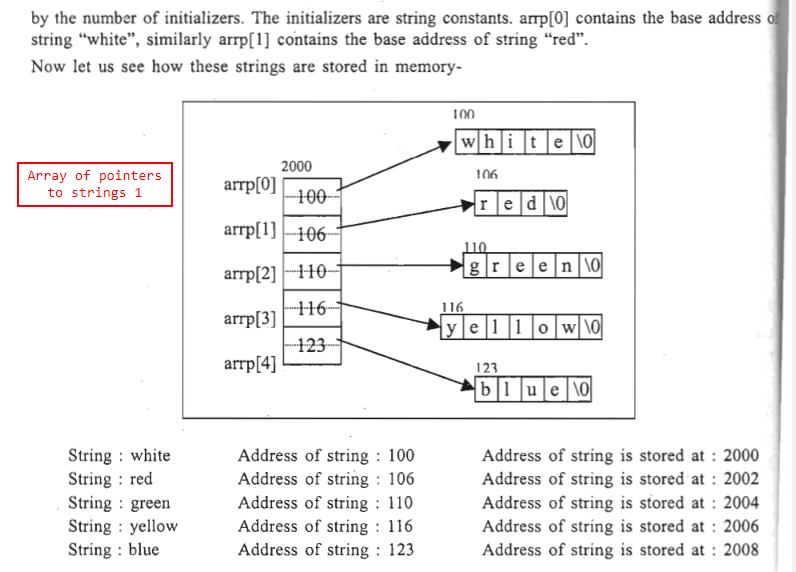 by the number of initializers. The initializers are string constants. arrp[0] contains the base address of
string “white”, similarly arrp[1] contains the base address of string “red”.
Now let us see how these strings are stored in memory-
Array of pointers
to strings 1
2000
arrp[0] 100
arrp[1] 106
arrp[2] 110
arrp[3] 116
arrp[4] 123
100
w h i t e \0
106
r e d \0
110
g r e e n \0
116
y e l l o w \0
123
b l u e \0
String : white Address of string : 100 Address of string is stored at : 2000
String : red Address of string : 106 Address of string is stored at : 2002
String : green Address of string : 110 Address of string is stored at : 2004
String : yellow Address of string : 116 Address of string is stored at : 2006
String : blue Address of string : 123 Address of string is stored at : 2008